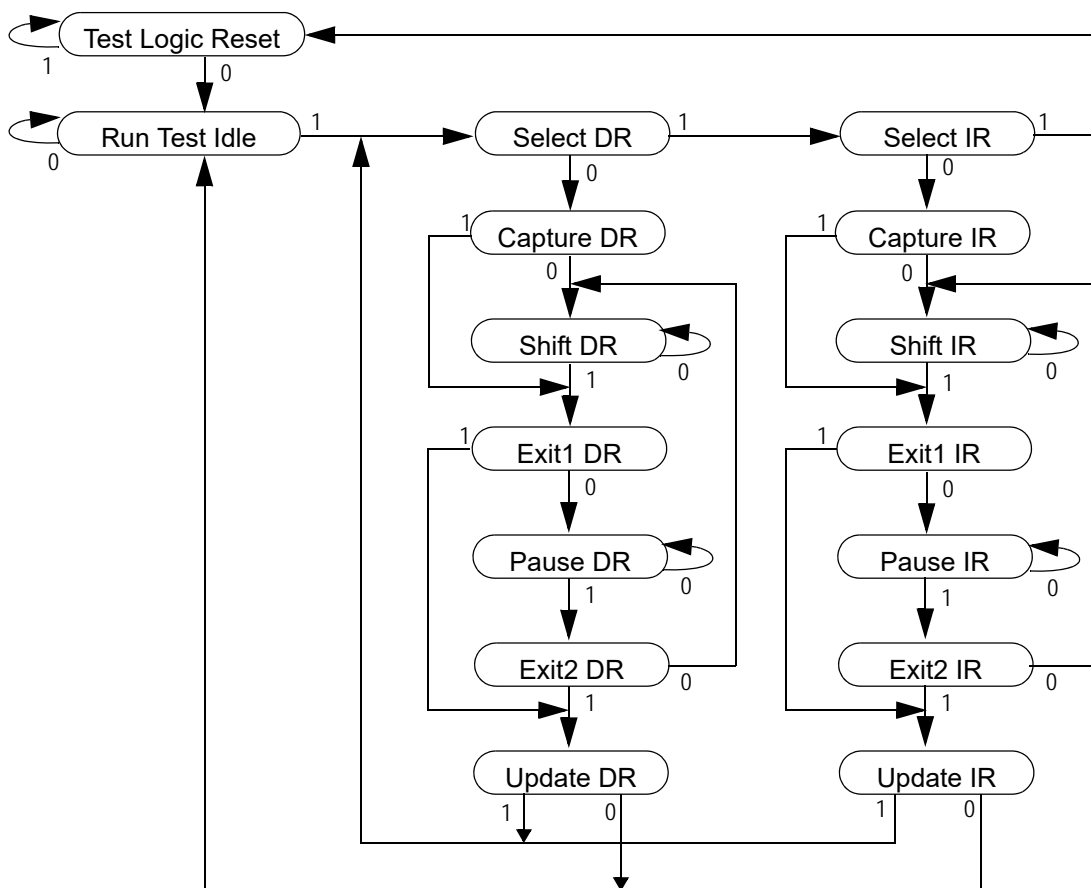 Test Logic Reset
1
0
Run Test Idle
1
0
Select DR
1
0
Select IR
1
0
Capture DR
1
0
Capture IR
1
0
Shift DR
0
1
Shift IR
0
1
Exit1 DR
1
0
Exit1 IR
1
0
Pause DR
0
1
Pause IR
0
1
Exit2 DR
0
1
Exit2 IR
0
1
Update DR
1
0
Update IR
1
0